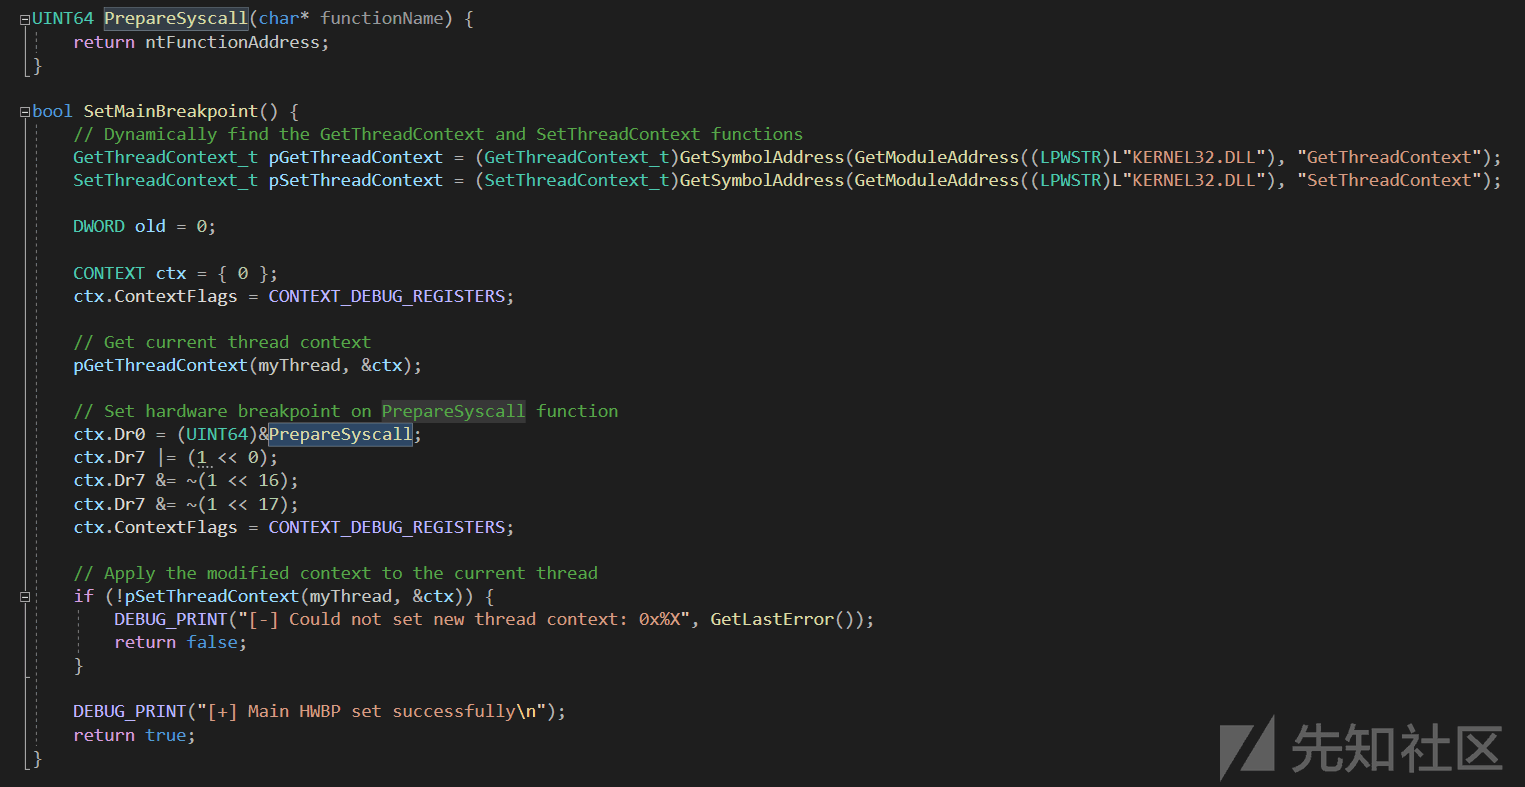 UINT64 PrepareSyscall(char* functionName) {
    return ntFunctionAddress;
}
bool SetMainBreakpoint() {
    // Dynamically find the GetThreadContext and SetThreadContext functions
    GetThreadContext_t pGetThreadContext = (GetThreadContext_t)GetSymbolAddress(GetModuleAddress((LPWSTR)L"KERNEL32.DLL"), "GetThreadContext");
    SetThreadContext_t pSetThreadContext = (SetThreadContext_t)GetSymbolAddress(GetModuleAddress((LPWSTR)L"KERNEL32.DLL"), "SetThreadContext");
    DWORD old = 0;
    CONTEXT ctx = { 0 };
    ctx.ContextFlags = CONTEXT_DEBUG_REGISTERS;
    // Get current thread context
    pGetThreadContext(myThread, &ctx);
    // Set hardware breakpoint on PrepareSyscall function
    ctx.Dr0 = (UINT64)&PrepareSyscall;
    ctx.Dr7 |= (1 << 0);
    ctx.Dr7 &= ~(1 << 16);
    ctx.Dr7 &= ~(1 << 17);
    ctx.ContextFlags = CONTEXT_DEBUG_REGISTERS;
    // Apply the modified context to the current thread
    if (!pSetThreadContext(myThread, &ctx)) {
        DEBUG_PRINT("[-] Could not set new thread context: 0x%X", GetLastError());
        return false;
    }
    DEBUG_PRINT("[+] Main HWBP set successfully\n");
    return true;
}
先知社区